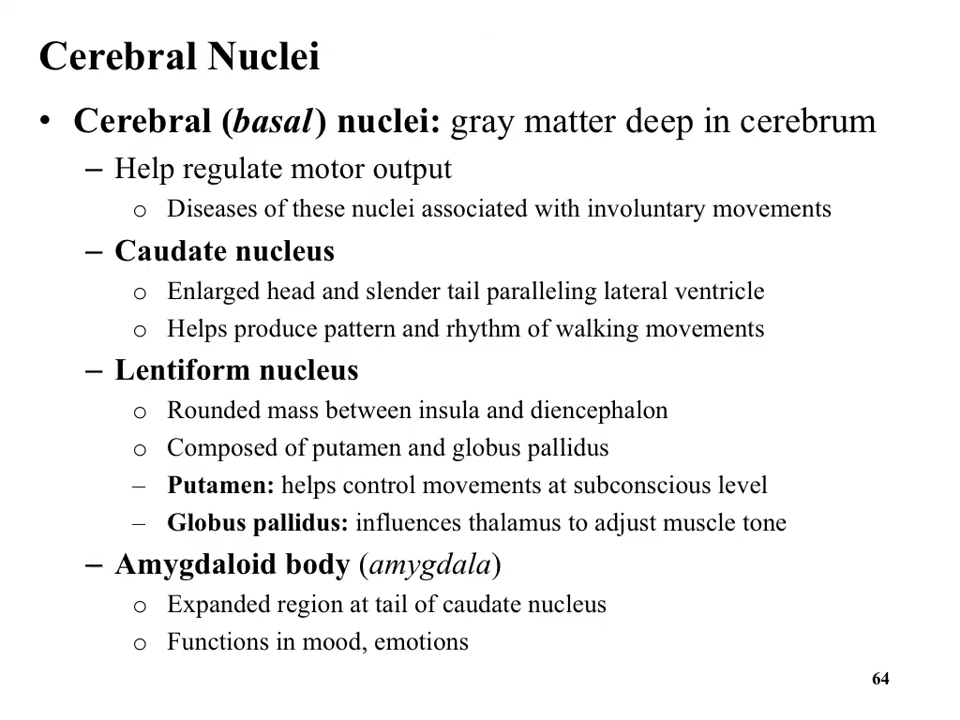 Cerebral Nuclei
• Cerebral (basal) nuclei: gray matter deep in cerebrum
– Help regulate motor output
o Diseases of these nuclei associated with involuntary movements
– Caudate nucleus
o Enlarged head and slender tail paralleling lateral ventricle
o Helps produce pattern and rhythm of walking movements
– Lentiform nucleus
o Rounded mass between insula and diencephalon
o Composed of putamen and globus pallidus
– Putamen: helps control movements at subconscious level
– Globus pallidus: influences thalamus to adjust muscle tone
– Amygdaloid body (amygdala)
o Expanded region at tail of caudate nucleus
o Functions in mood, emotions
64